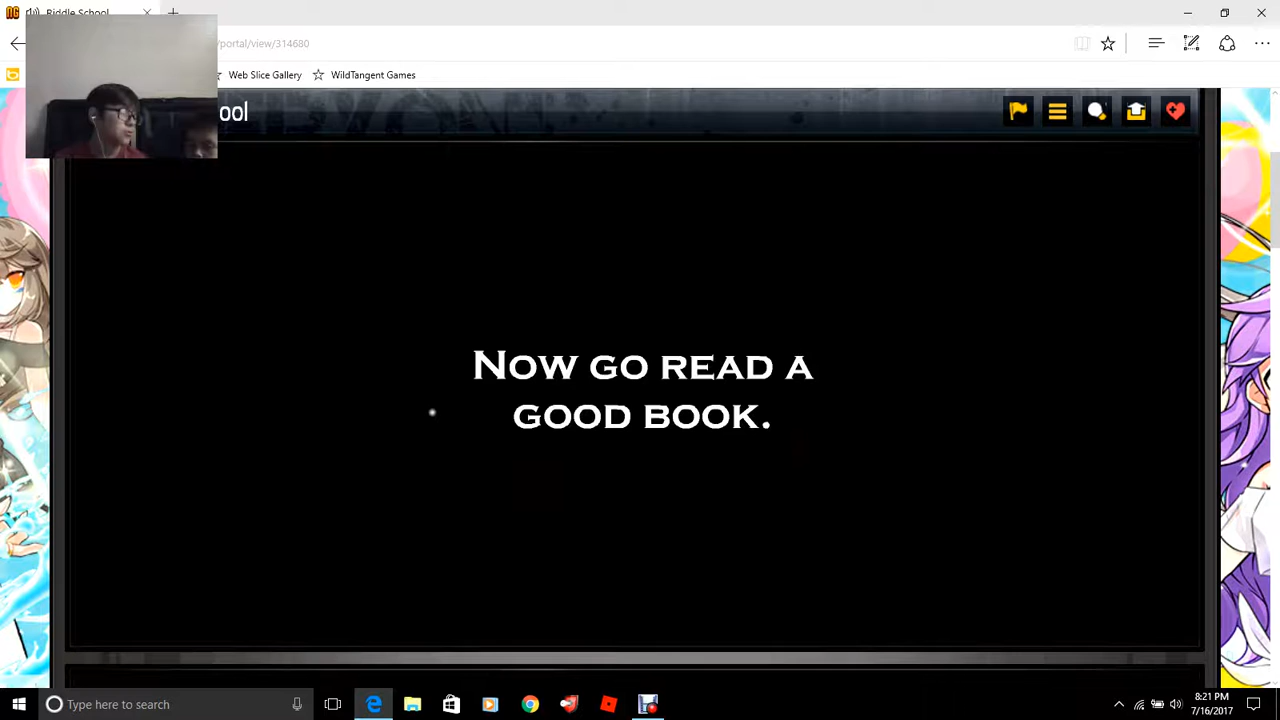 NG
Riddle School
/portal/view/314680
Web Slice Gallery
WildTangent Games
ool
NOW GO READ A
GOOD BOOK.
Type here to search
8:21 PM
7/16/2017